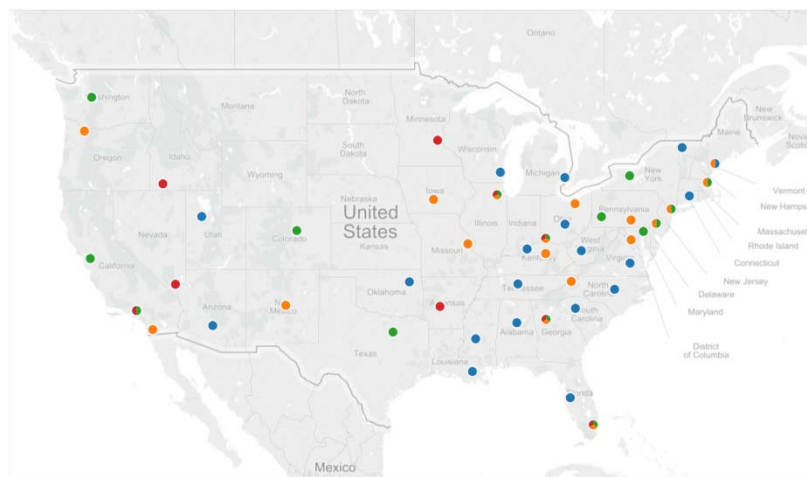 Ontario
Washington
Montana
North
Dakota
Minnesota
New
Brunswick
Maine
Nova
Scotia
Oregon
Idaho
South
Dakota
Wisconsin
Michigan
New
York
Wyoming
Vermont
Nebraska
Iowa
Pennsylvania
New Hampsh
United
States
Illinois
Indiana
Ohio
Massachuset
Nevada
Utah
Colorado
Kansas
Missouri
West
Virginia
Rhode Island
California
Kentucky
Virginia
Connecticut
New Jersey
Oklahoma
Arkansas
Tennessee
North
Carolina
Delaware
Arizona
New
Mexico
South
Carolina
Maryland
Texas
Alabama
Georgia
District
of Columbia
Louisiana
Florida
Mexico